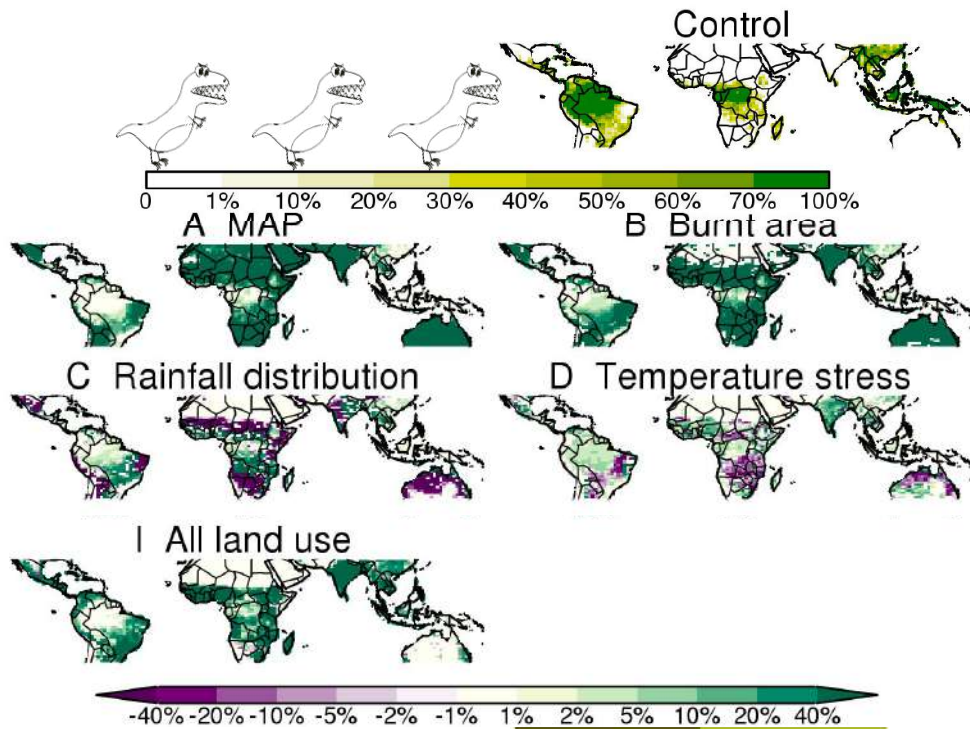 Control
0 1% 10% 20% 30% 40% 50% 60% 70% 100%
A MAP
B Burnt area
C Rainfall distribution
D Temperature stress
I All land use
-40% -20% -10% -5% -2% -1% 1% 2% 5% 10% 20% 40%